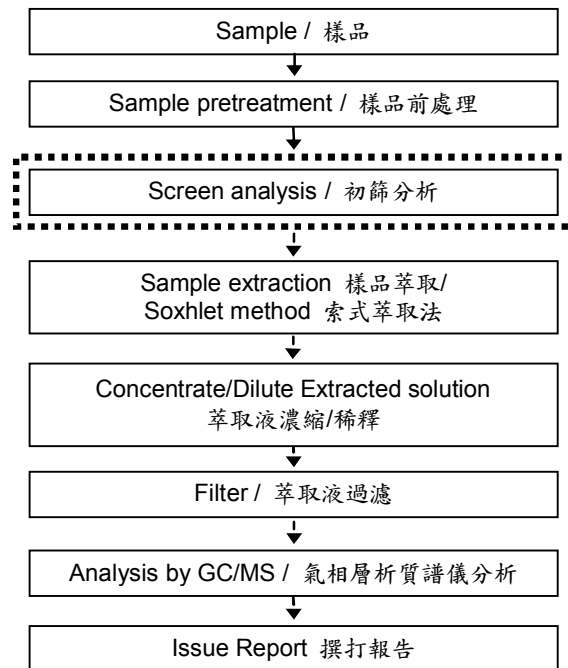 Sample / 樣品
Sample pretreatment / 樣品前處理
Screen analysis / 初篩分析
Sample extraction 樣品萃取/
Soxhlet method 索式萃取法
Concentrate/Dilute Extracted solution
萃取液濃縮/稀釋
Filter / 萃取液過濾
Analysis by GC/MS / 氣相層析質譜儀分析
Issue Report 撰打報告